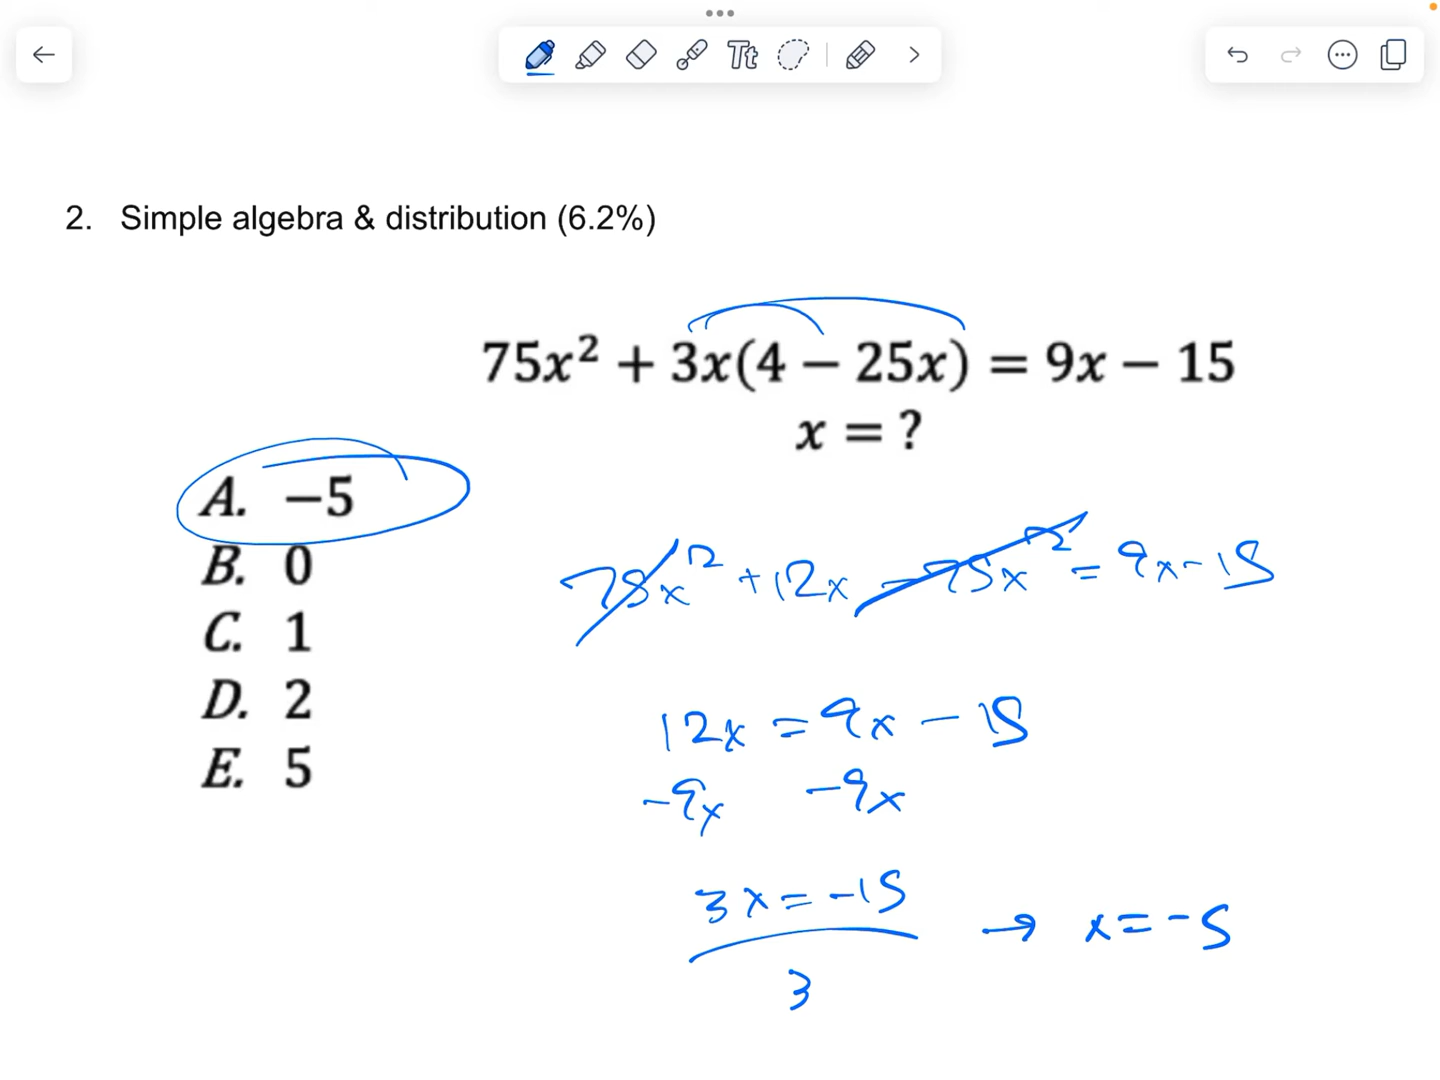 Tt
2. Simple algebra & distribution (6.2%)
75x² + 3x(4 − 25x) = 9x − 15
x = ?
A. −5
B. 0
C. 1
D. 2
E. 5
75x² + 12x − 75x² = 9x − 15
12x = 9x − 15
−9x −9x
3x = −15 → x = −5
3